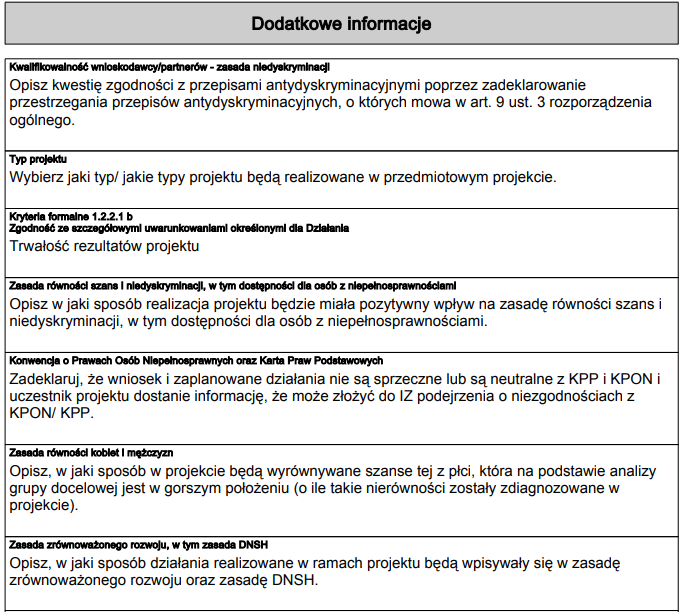 Dodatkowe informacje
Kwalifikowalność wnioskodawcy/partnerów - zasada niedyskryminacji
Opisz kwestię zgodności z przepisami antydyskryminacyjnymi poprzez zadeklarowanie
przestrzegania przepisów antydyskryminacyjnych, o których mowa w art. 9 ust. 3 rozporządzenia
ogólnego.
Typ projektu
Wybierz jaki typ/ jakie typy projektu będą realizowane w przedmiotowym projekcie.
Kryteria formalne 1.2.2.1 b
Zgodność ze szczegółowymi uwarunkowaniami określonymi dla Działania
Trwałość rezultatów projektu
Zasada równości szans i niedyskryminacji, w tym dostępności dla osób z niepełnosprawnościami
Opisz w jaki sposób realizacja projektu będzie miała pozytywny wpływ na zasadę równości szans i
niedyskryminacji, w tym dostępności dla osób z niepełnosprawnościami.
Konwencja o Prawach Osób Niepełnosprawnych oraz Karta Praw Podstawowych
Zadeklaruj, że wniosek i zaplanowane działania nie są sprzeczne lub są neutralne z KPP i KPON i
uczestnik projektu dostanie informację, że może złożyć do IZ podejrzenia o niezgodnościach z
KPON/ KPP.
Zasada równości kobiet i mężczyzn
Opisz, w jaki sposób w projekcie będą wyrównywane szanse tej z płci, która na podstawie analizy
grupy docelowej jest w gorszym położeniu (o ile takie nierówności zostały zdiagnozowane w
projekcie).
Zasada zrównoważonego rozwoju, w tym zasada DNSH
Opisz, w jaki sposób działania realizowane w ramach projektu będą wpisywały się w zasadę
zrównoważonego rozwoju oraz zasadę DNSH.